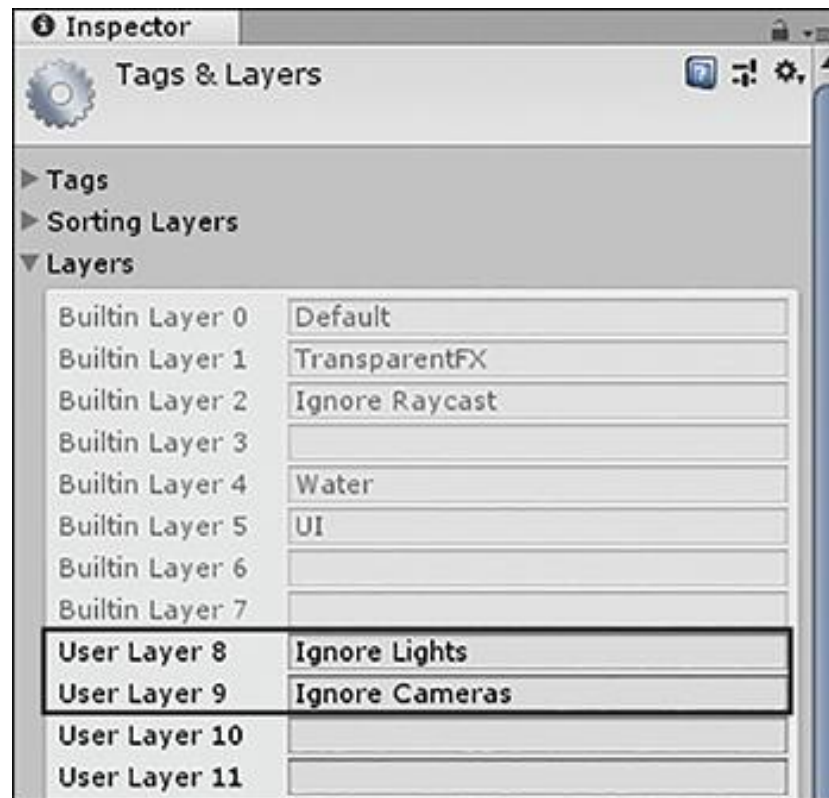 Inspector
Tags & Layers
Tags
Sorting Layers
Layers
Builtin Layer 0 Default
Builtin Layer 1 TransparentFX
Builtin Layer 2 Ignore Raycast
Builtin Layer 3
Builtin Layer 4 Water
Builtin Layer 5 UI
Builtin Layer 6
Builtin Layer 7
User Layer 8 Ignore Lights
User Layer 9 Ignore Cameras
User Layer 10
User Layer 11